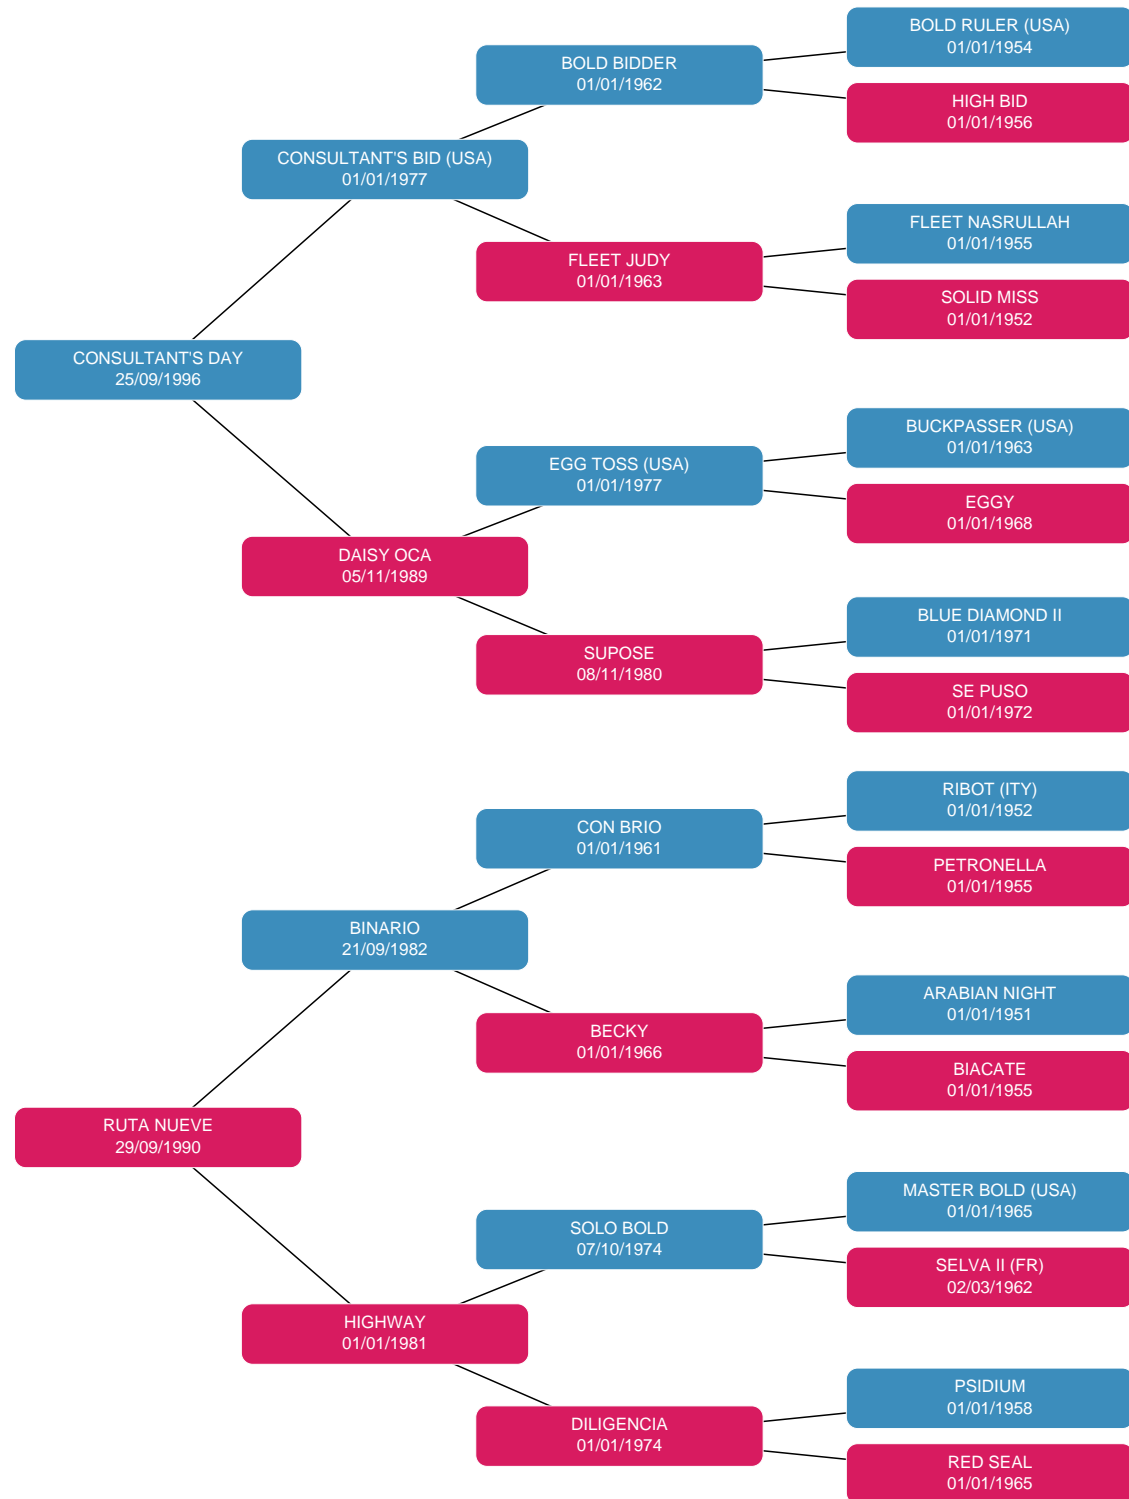 BOLD RULER (USA)
01/01/1954
BOLD BIDDER
01/01/1962
HIGH BID
01/01/1956
CONSULTANT'S BID (USA)
01/01/1977
FLEET NASRULLAH
01/01/1955
FLEET JUDY
01/01/1963
SOLID MISS
01/01/1952
CONSULTANT'S DAY
25/09/1996
BUCKPASSER (USA)
01/01/1963
EGG TOSS (USA)
01/01/1977
EGGY
01/01/1968
DAISY OCA
05/11/1989
BLUE DIAMOND II
01/01/1971
SUPOSE
08/11/1980
SE PUSO
01/01/1972
RIBOT (ITY)
01/01/1952
CON BRIO
01/01/1961
PETRONELLA
01/01/1955
BINARIO
21/09/1982
ARABIAN NIGHT
01/01/1951
BECKY
01/01/1966
BIACATE
01/01/1955
RUTA NUEVE
29/09/1990
MASTER BOLD (USA)
01/01/1965
SOLO BOLD
07/10/1974
SELVA II (FR)
02/03/1962
HIGHWAY
01/01/1981
PSIDIUM
01/01/1958
DILIGENCIA
01/01/1974
RED SEAL
01/01/1965